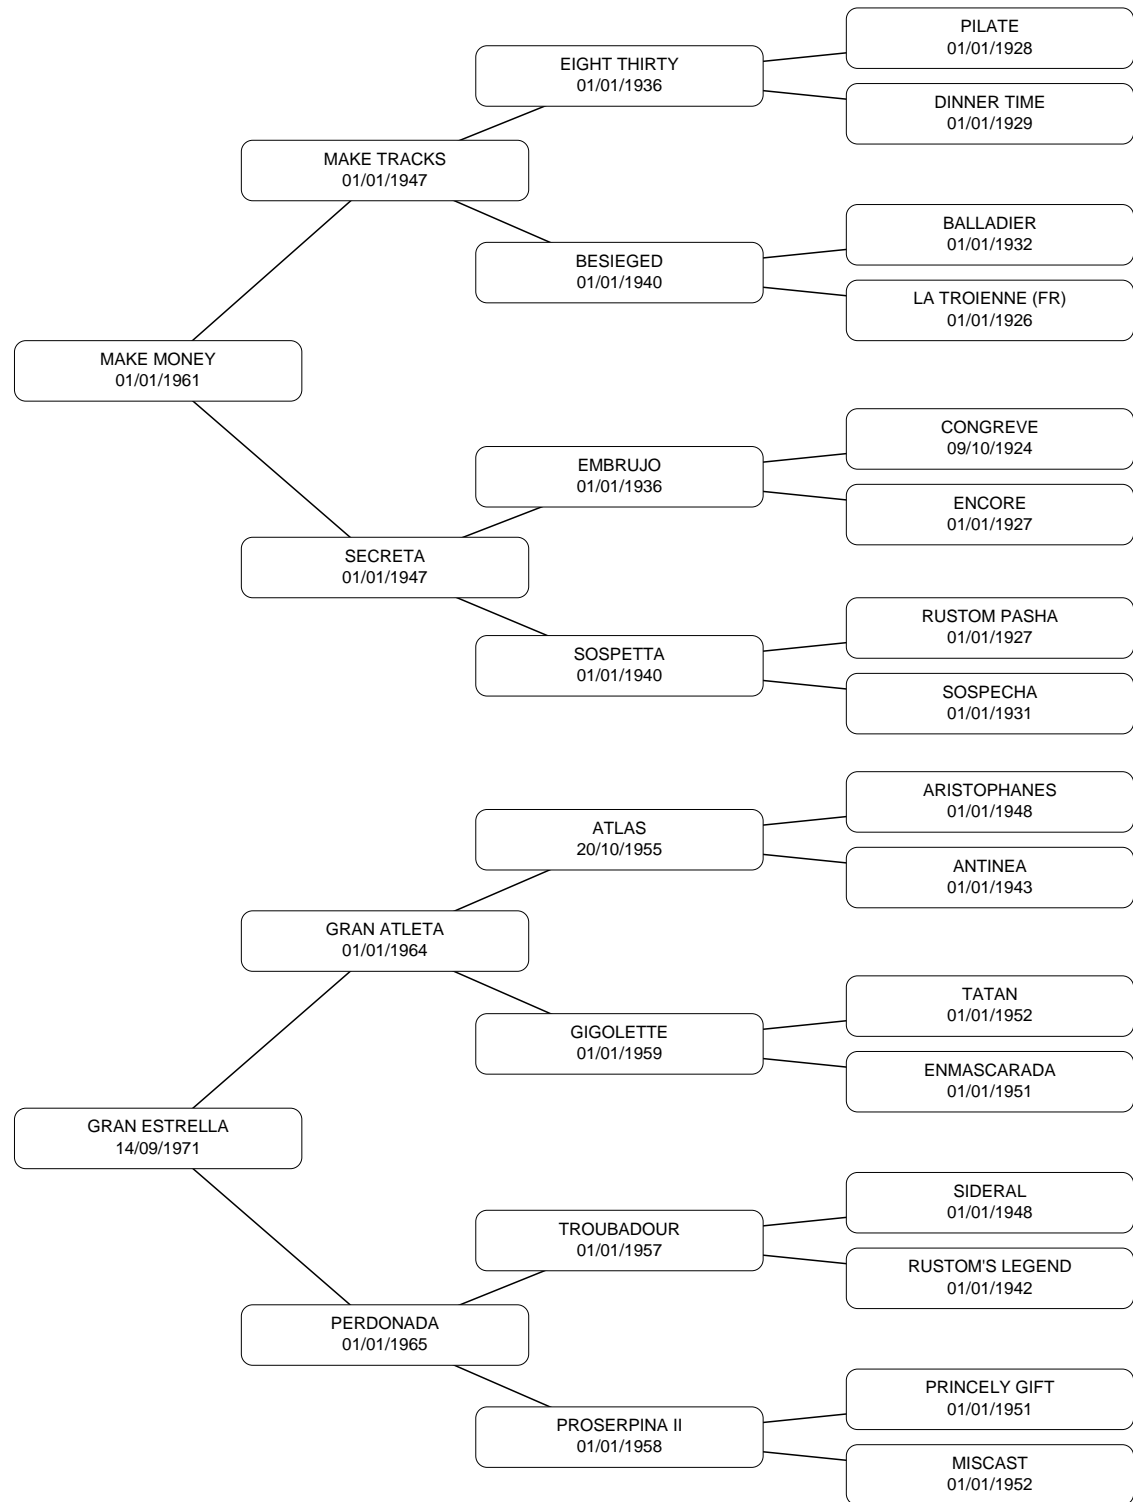 PILATE
01/01/1928
EIGHT THIRTY
01/01/1936
DINNER TIME
01/01/1929
MAKE TRACKS
01/01/1947
BALLADIER
01/01/1932
BESIEGED
01/01/1940
LA TROIENNE (FR)
01/01/1926
MAKE MONEY
01/01/1961
CONGREVE
09/10/1924
EMBRUJO
01/01/1936
ENCORE
01/01/1927
SECRETA
01/01/1947
RUSTOM PASHA
01/01/1927
SOSPETTA
01/01/1940
SOSPECHA
01/01/1931
ARISTOPHANES
01/01/1948
ATLAS
20/10/1955
ANTINEA
01/01/1943
GRAN ATLETA
01/01/1964
TATAN
01/01/1952
GIGOLETTE
01/01/1959
ENMASCARADA
01/01/1951
GRAN ESTRELLA
14/09/1971
SIDERAL
01/01/1948
TROUBADOUR
01/01/1957
RUSTOM'S LEGEND
01/01/1942
PERDONADA
01/01/1965
PRINCELY GIFT
01/01/1951
PROSERPINA II
01/01/1958
MISCAST
01/01/1952